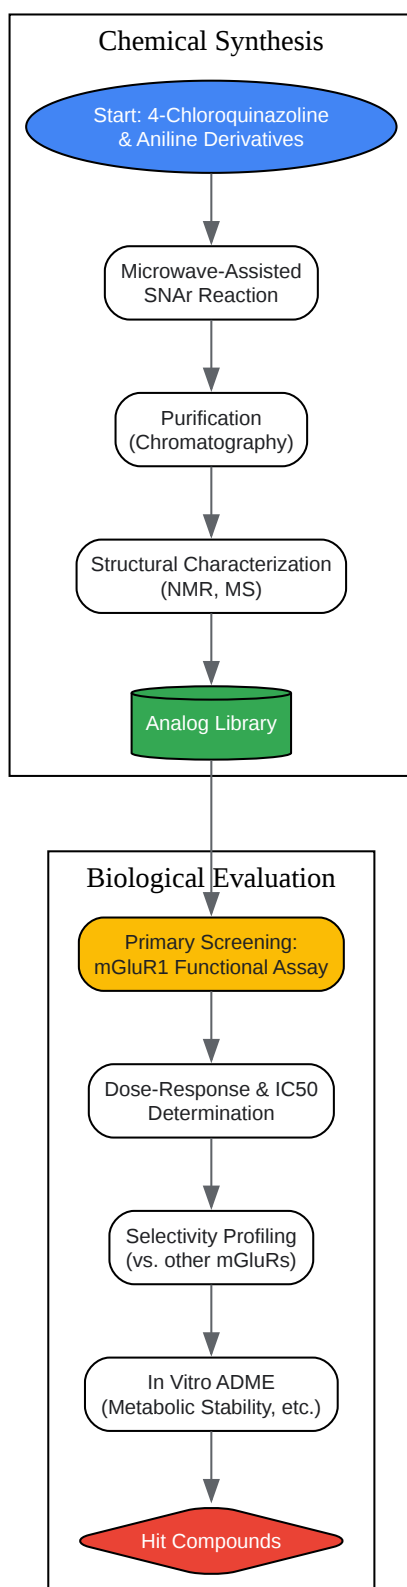 Chemical Synthesis
Start: 4-Chloroquinazoline
& Aniline Derivatives
Microwave-Assisted
SNAr Reaction
Purification
(Chromatography)
Structural Characterization
(NMR, MS)
Analog Library
Biological Evaluation
Primary Screening:
mGluR1 Functional Assay
Dose-Response & IC50
Determination
Selectivity Profiling
(vs. other mGluRs)
In Vitro ADME
(Metabolic Stability, etc.)
Hit Compounds